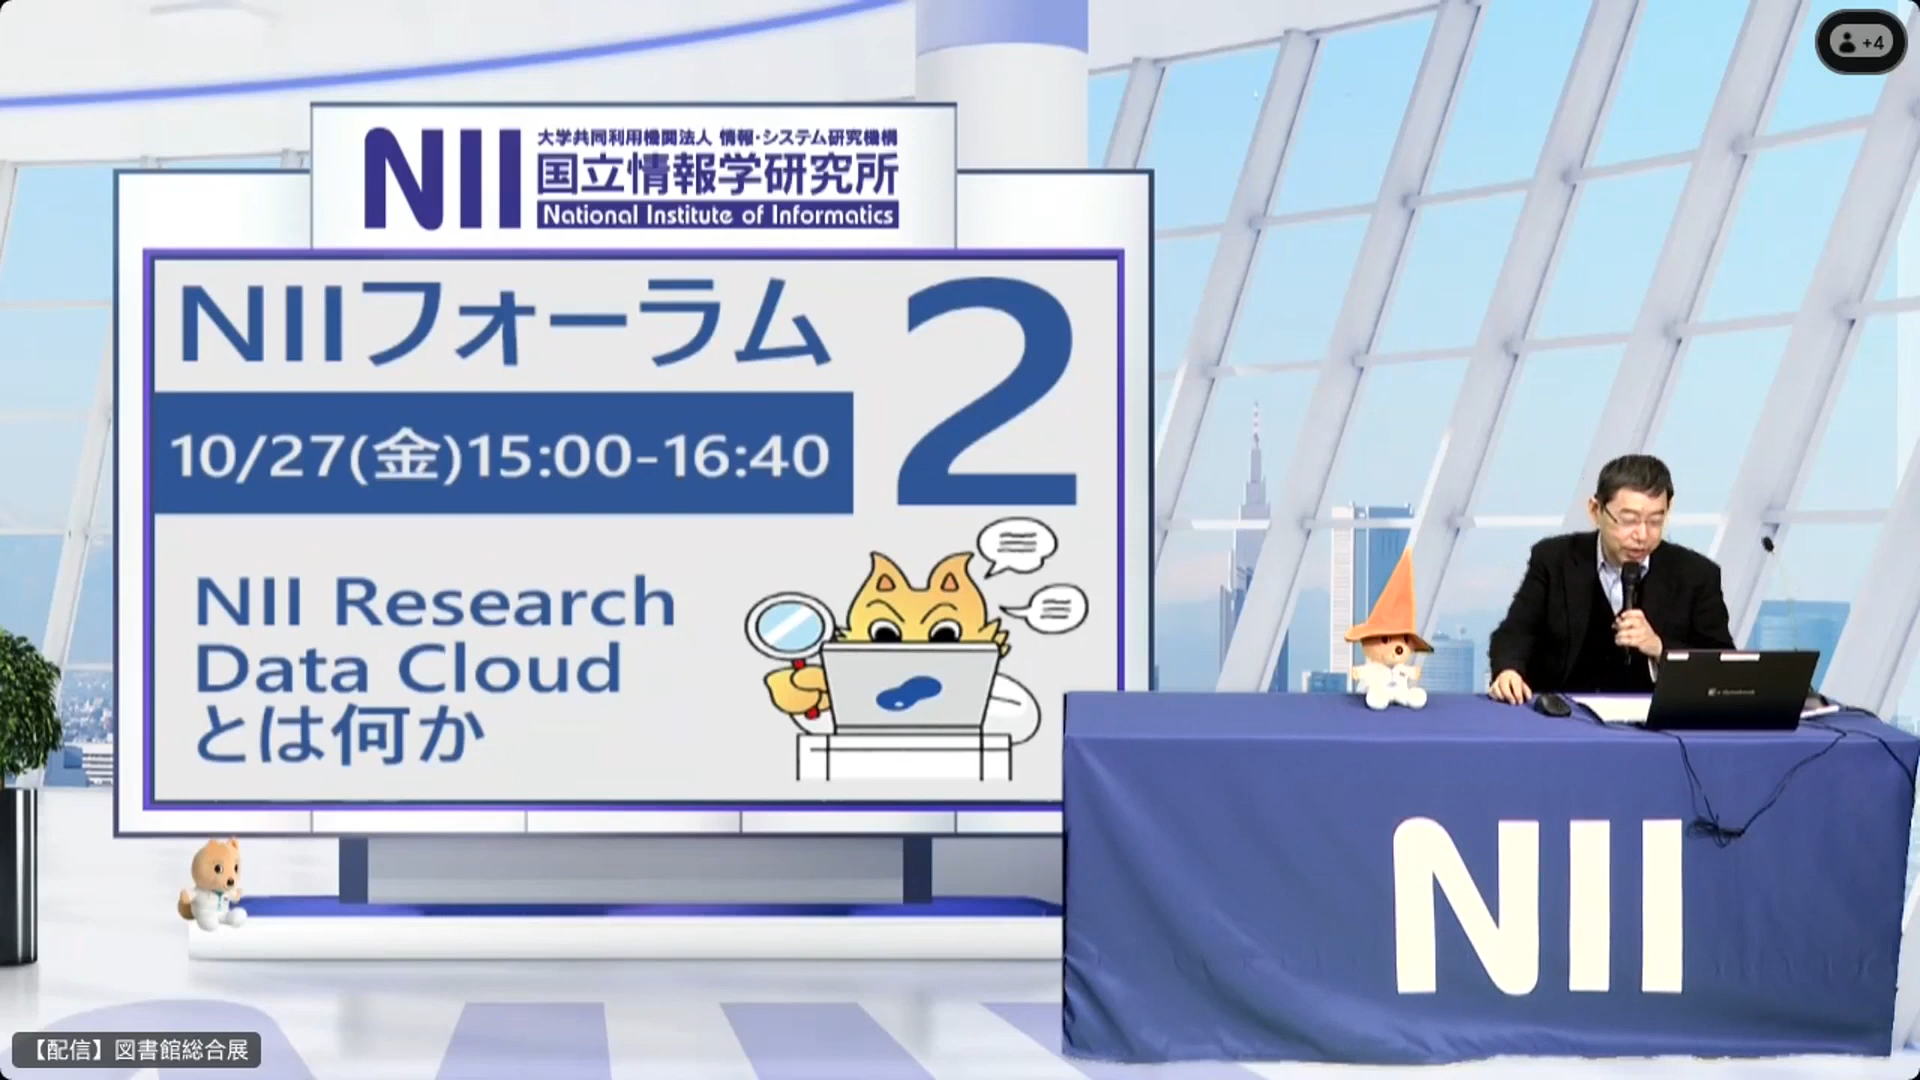 +4
NII
大学共同利用機関法人 情報・システム研究機構
国立情報学研究所
National Institute of Informatics
NIIフォーラム 2
10/27(金)15:00-16:40
NII Research
Data Cloud
とは何か
dynabook
NII
【配信】図書館総合展